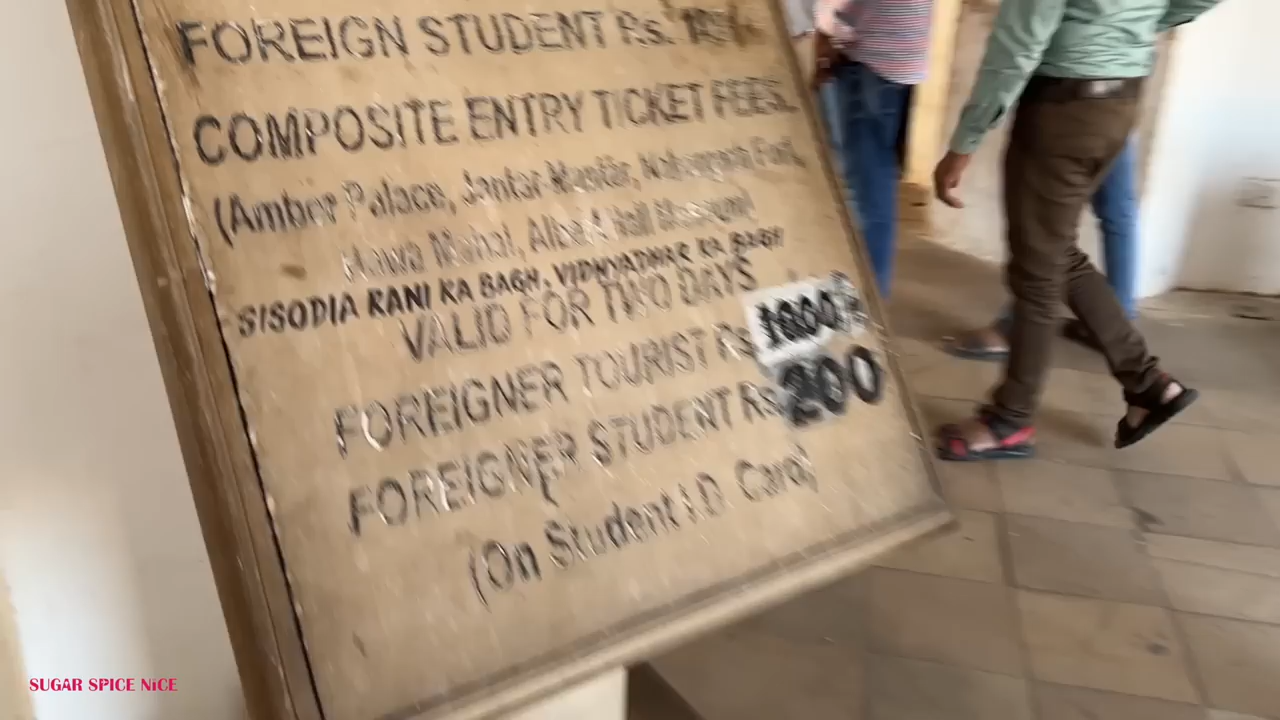 FOREIGN STUDENT Rs.
COMPOSITE ENTRY TICKET FEES.
(Amber Palace, Jantar Mantar, Nahargarh Fort,
Hawa Mahal, Albert Hall Museum)
SISODIA RANI KA BAGH, VIDHYADHAR KA BAGH
VALID FOR TWO DAYS
FOREIGNER TOURIST Rs
FOREIGNER STUDENT Rs 200
(On Student I.D. Card)
SUGAR SPICE NiCE